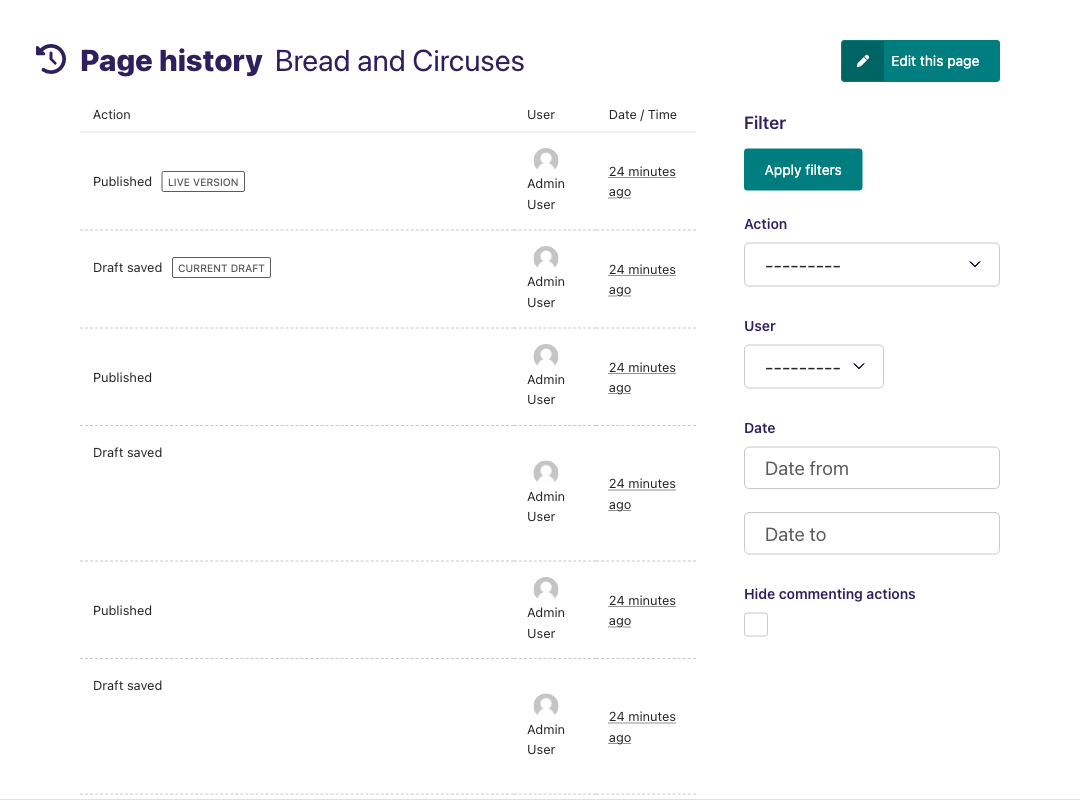 Page history Bread and Circuses
Edit this page
Action User Date / Time
Published LIVE VERSION
Admin
User
24 minutes
ago
Draft saved CURRENT DRAFT
Admin
User
24 minutes
ago
Published
Admin
User
24 minutes
ago
Draft saved
Admin
User
24 minutes
ago
Published
Admin
User
24 minutes
ago
Draft saved
Admin
User
24 minutes
ago
Filter
Apply filters
Action
---------
User
---------
Date
Date from
Date to
Hide commenting actions